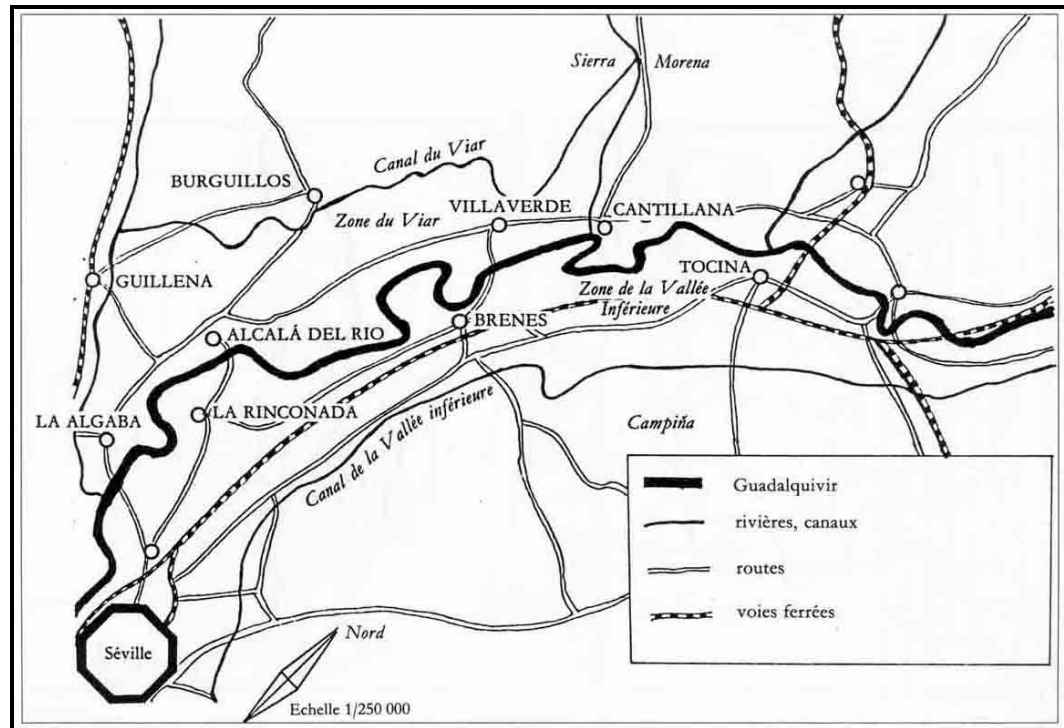 Sierra Morena
Canal du Viar
BURGUILLOS
VILLAVERDE
CANTILLANA
Zone du Viar
GUILLENA
TOCINA
Zone de la Vallée
Inférieure
BRENES
ALCALÁ DEL RIO
LA ALGABA
LA RINCONADA
Canal de la Vallée inférieure
Campiña
Guadalquivir
rivières, canaux
routes
voies ferrées
Nord
Séville
Echelle 1/250 000